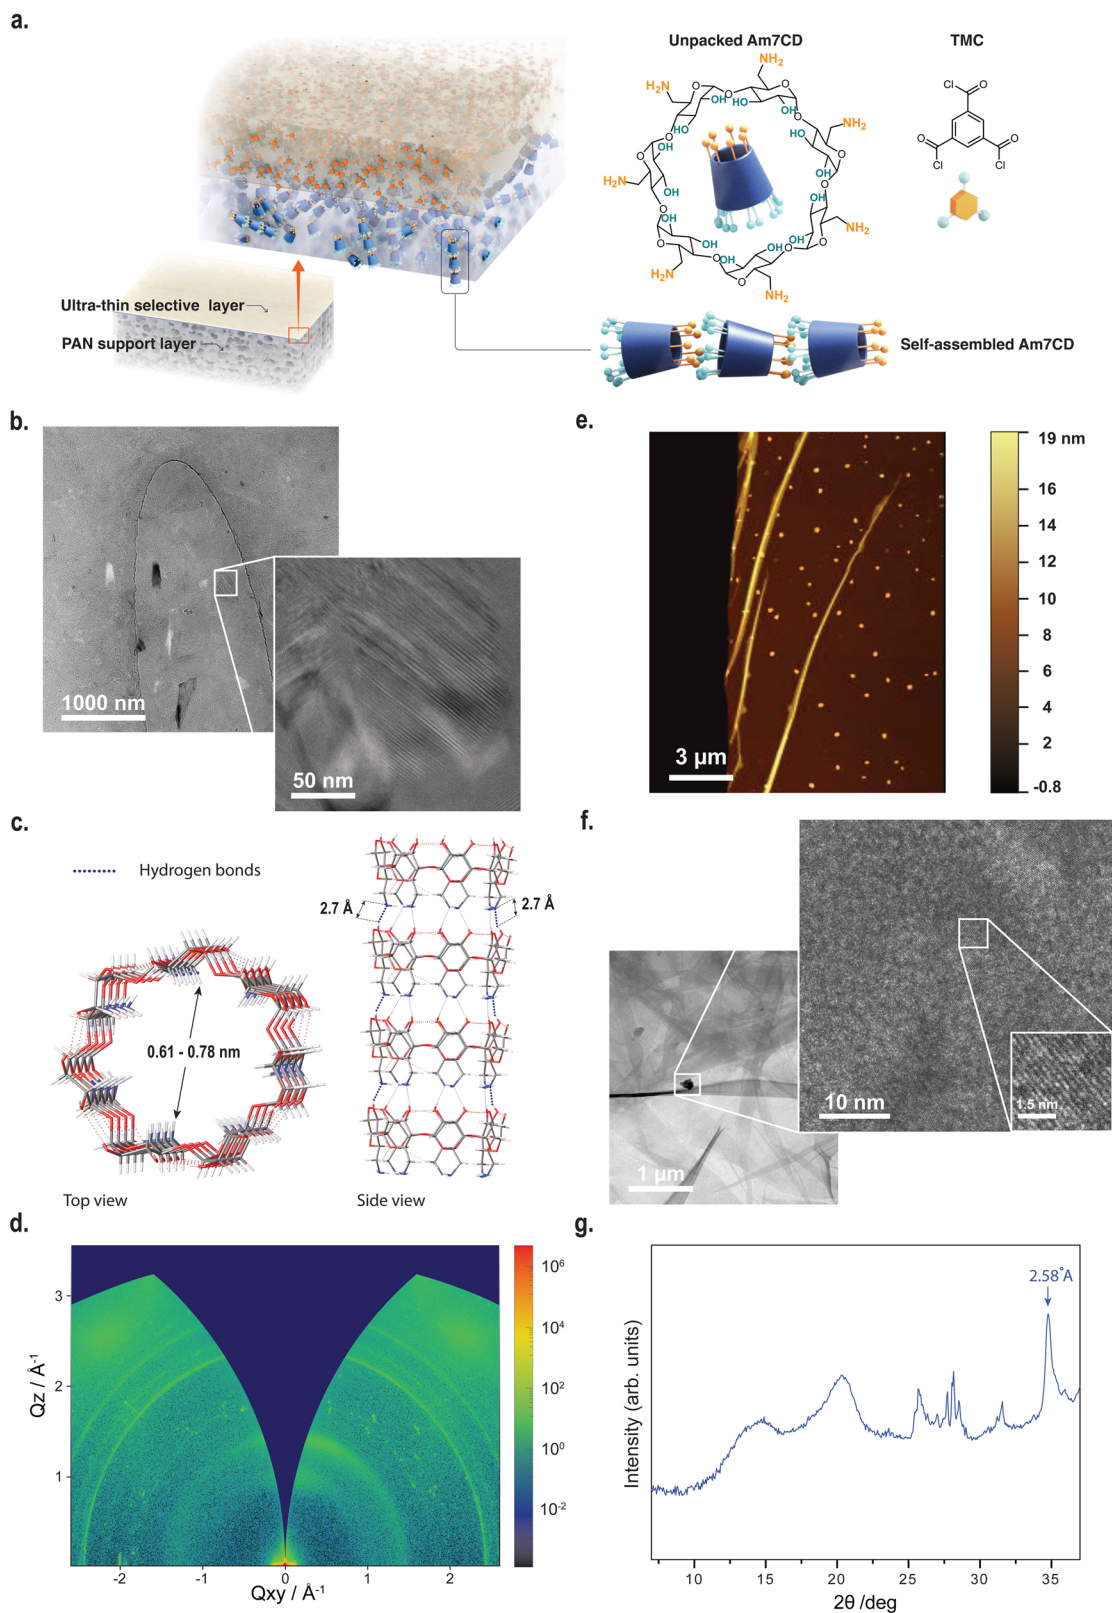 a.
Unpacked Am7CD
TMC
NH₂
NH₂
H₂N
NH₂
H₂N
NH₂
H₂N
NH₂
O
O
O
O
O
O
O
O
O
O
O
O
O
O
OH
OH
OH
OH
OH
OH
OH
OH
OH
OH
OH
OH
OH
OH
Cl
O
O
O
Cl
Cl
Ultra-thin selective layer
PAN support layer
Self-assembled Am7CD
b.
1000 nm
50 nm
e.
19 nm
16
14
12
10
8
6
4
2
-0.8
3 µm
c.
Hydrogen bonds
2.7 Å
2.7 Å
0.61 - 0.78 nm
Top view
Side view
f.
10 nm
1.5 nm
1 µm
d.
10⁶
10⁴
10²
10⁰
10⁻²
3
2
1
Qz / Å⁻¹
-2
-1
0
1
2
Qxy / Å⁻¹
g.
2.58°A
Intensity (arb. units)
10
15
20
25
30
35
2θ /deg